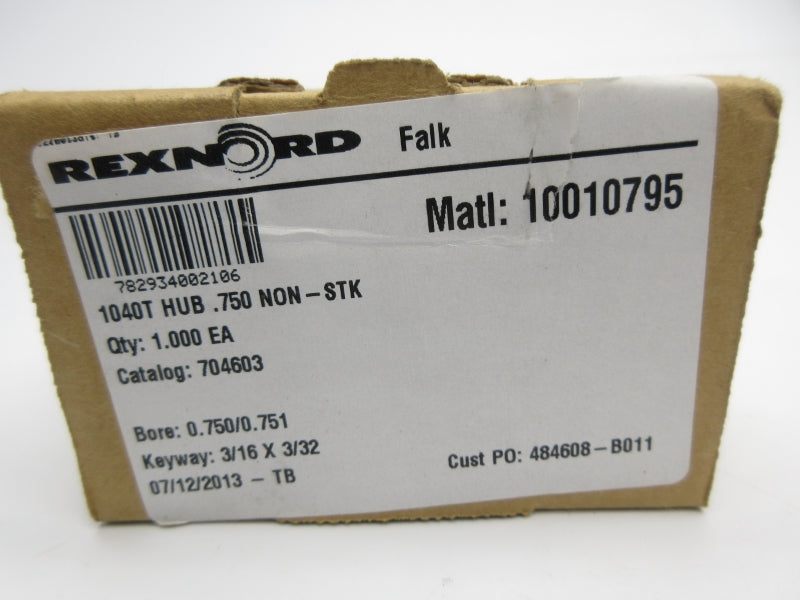 REXNORD Falk
Matl: 10010795
782934002106
1040T HUB .750 NON-STK
Qty: 1.000 EA
Catalog: 704603
Bore: 0.750/0.751
Keyway: 3/16 X 3/32
07/12/2013 - TB
Cust PO: 484608-B011